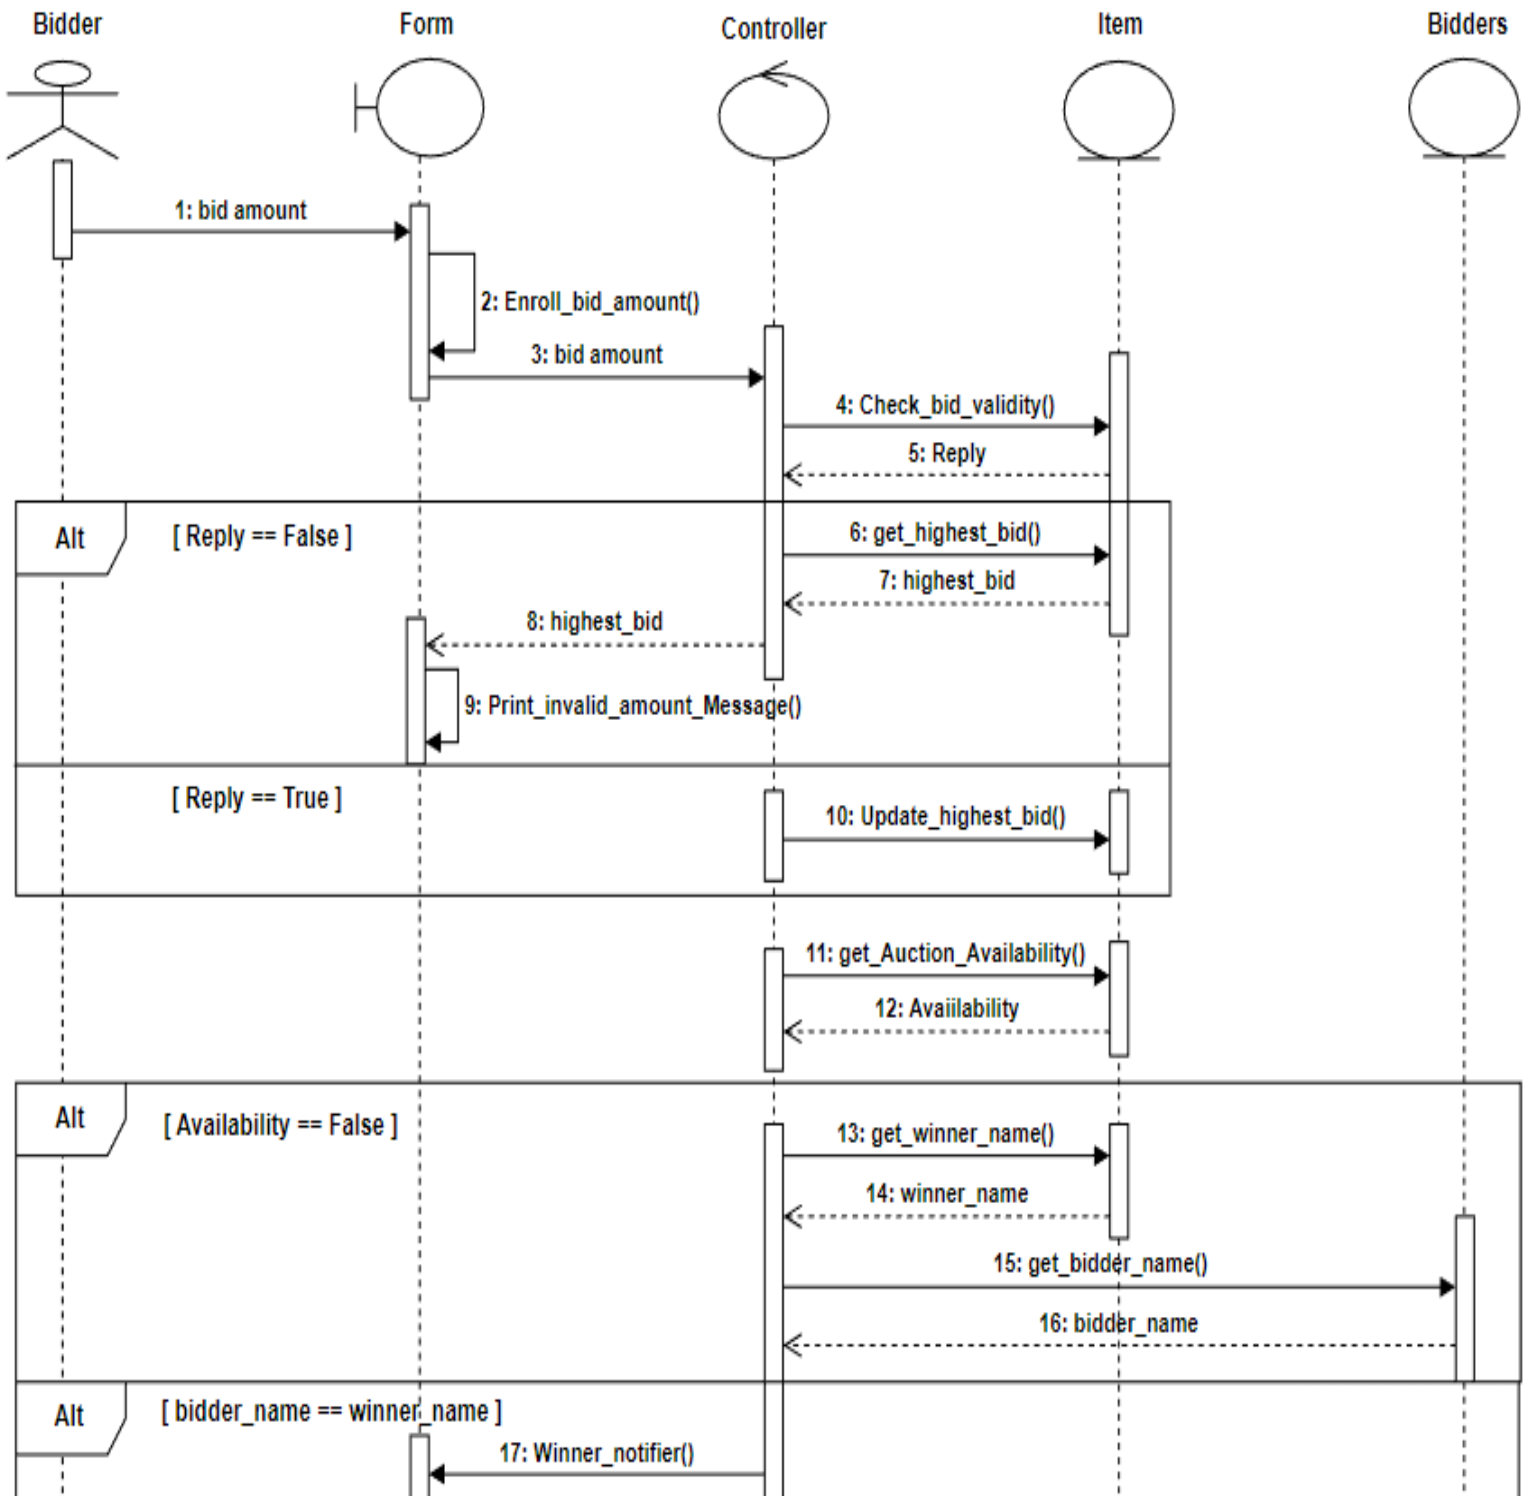 Bidder
Form
Controller
Item
Bidders
1: bid amount
2: Enroll_bid_amount()
3: bid amount
4: Check_bid_validity()
5: Reply
Alt
[ Reply == False ]
6: get_highest_bid()
7: highest_bid
8: highest_bid
9: Print_invalid_amount_Message()
[ Reply == True ]
10: Update_highest_bid()
11: get_Auction_Availability()
12: Avaiilability
Alt
[ Availability == False ]
13: get_winner_name()
14: winner_name
15: get_bidder_name()
16: bidder_name
Alt
[ bidder_name == winner_name ]
17: Winner_notifier()